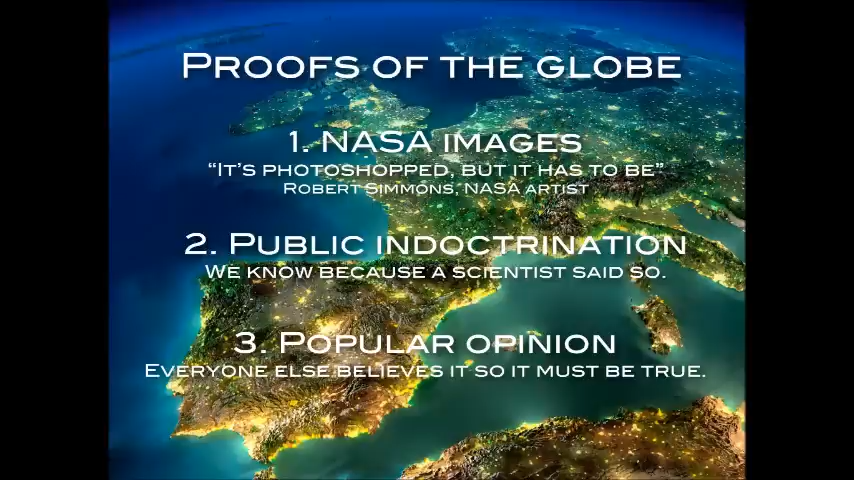 PROOFS OF THE GLOBE
1. NASA IMAGES
“IT’S PHOTOSHOPPED, BUT IT HAS TO BE”
ROBERT SIMMONS, NASA ARTIST
2. PUBLIC INDOCTRINATION
WE KNOW BECAUSE A SCIENTIST SAID SO.
3. POPULAR OPINION
EVERYONE ELSE BELIEVES IT SO IT MUST BE TRUE.